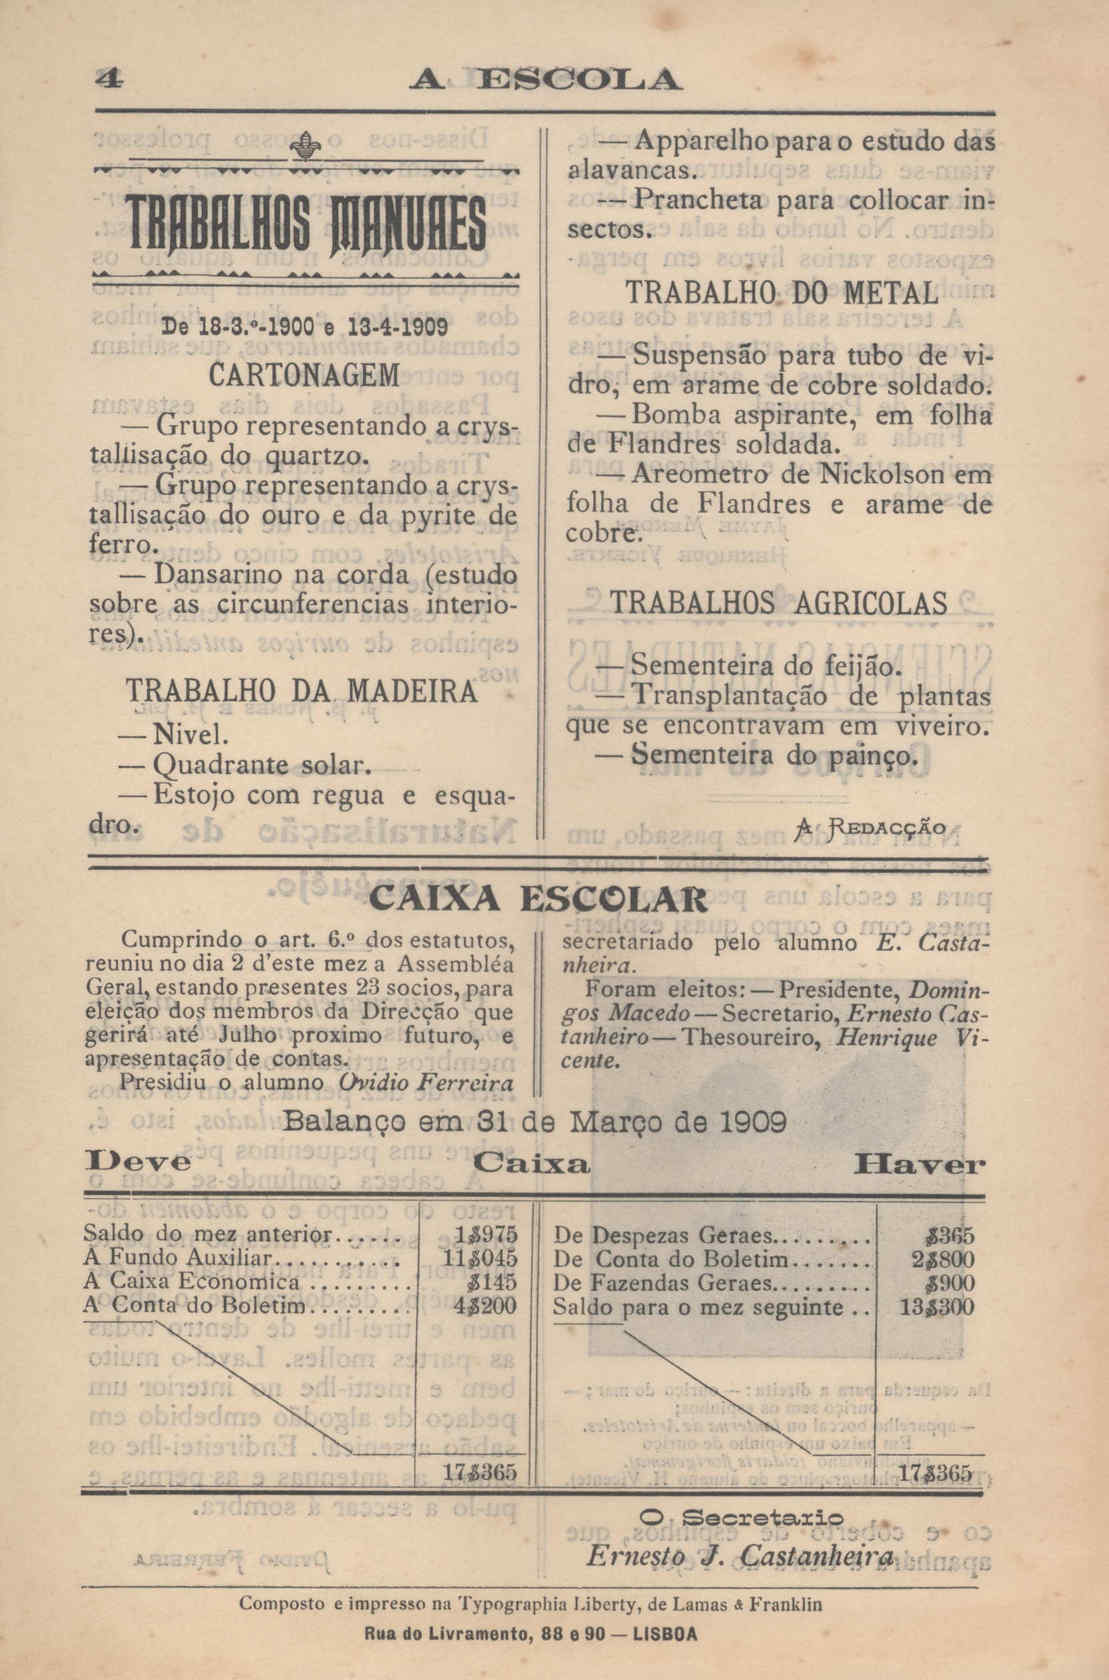 4
A ESCOLA
TRABALHOS MANUAES
De 18-3.º-1900 e 13-4-1909
CARTONAGEM
— Grupo representando a crys-
tallisação do quartzo.
— Grupo representando a crys-
tallisação do ouro e da pyrite de
ferro.
— Dansarino na corda (estudo
sobre as circunferencias interio-
res).
TRABALHO DA MADEIRA
— Nivel.
— Quadrante solar.
— Estojo com regua e esqua-
dro.
— Apparelho para o estudo das
alavancas.
— Prancheta para collocar in-
sectos.
TRABALHO DO METAL
— Suspensão para tubo de vi-
dro, em arame de cobre soldado.
— Bomba aspirante, em folha
de Flandres soldada.
— Areometro de Nickolson em
folha de Flandres e arame de
cobre.
TRABALHOS AGRICOLAS
— Sementeira do feijão.
— Transplantação de plantas
que se encontravam em viveiro.
— Sementeira do painço.
A REDACÇÃO
CAIXA ESCOLAR
Cumprindo o art. 6.º dos estatutos,
reuniu no dia 2 d'este mez a Assembléa
Geral, estando presentes 23 socios, para
eleição dos membros da Direcção que
gerirá até Julho proximo futuro, e
apresentação de contas.
Presidiu o alumno Ovidio Ferreira
secretariado pelo alumno E. Casta-
nheira.
Foram eleitos: — Presidente, Domin-
gos Macedo — Secretario, Ernesto Cas-
tanheiro — Thesoureiro, Henrique Vi-
cente.
Balanço em 31 de Março de 1909
Deve Caixa Haver
Saldo do mez anterior...... 1$975
A Fundo Auxiliar........... 11$045
A Caixa Economica ......... $145
A Conta do Boletim......... 4$200
17$365
De Despezas Geraes......... $365
De Conta do Boletim....... 2$800
De Fazendas Geraes......... $900
Saldo para o mez seguinte .. 13$300
17$365
O Secretario
Ernesto J. Castanheira
Composto e impresso na Typographia Liberty, de Lamas & Franklin
Rua do Livramento, 88 e 90 — LISBOA